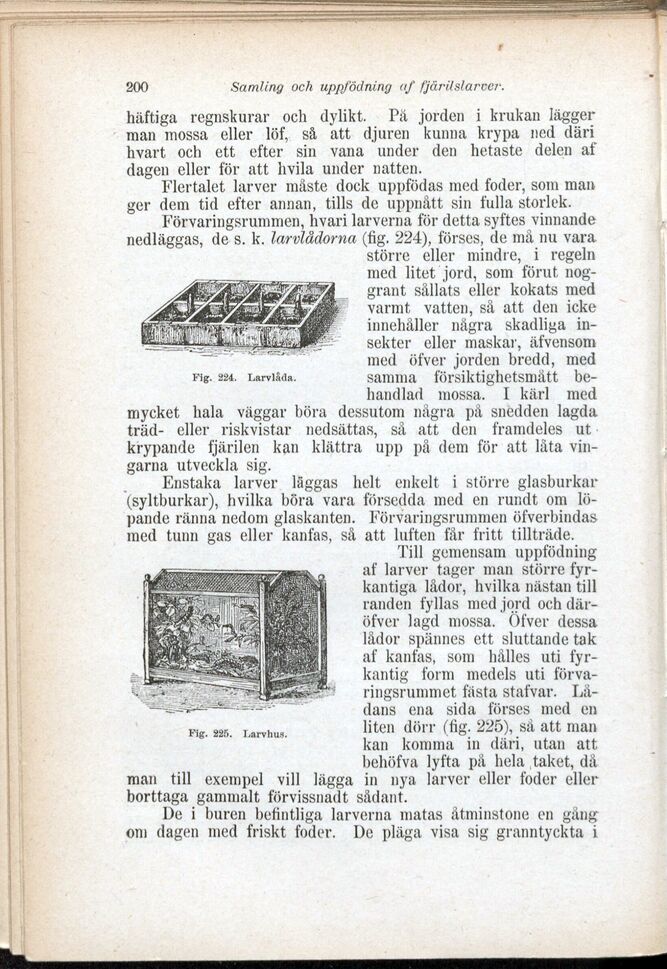 200
Samling och uppfödning af fjärilslarver.
häftiga regnskurar och dylikt. På jorden i krukan lägger
man mossa eller löf, så att djuren kunna krypa ned däri
hvart och ett efter sin vana under den hetaste delen af
dagen eller för att hvila under natten.
Flertalet larver måste dock uppfödas med foder, som man
ger dem tid efter annan, tills de uppnått sin fulla storlek.
Förvaringsrummen, hvari larverna för detta syftes vinnande
nedläggas, de s. k. larvlådorna (fig. 224), förses, de må nu vara
större eller mindre, i regeln
med litet jord, som förut nog-
grant sållats eller kokats med
varmt vatten, så att den icke
innehåller några skadliga in-
sekter eller maskar, äfvensom
med öfver jorden bredd, med
samma försiktighetsmått be-
handlad mossa. I kärl med
Fig. 224. Larvlåda.
mycket hala väggar böra dessutom några på snedden lagda
träd- eller riskvistar nedsättas, så att den framdeles ut
krypande fjärilen kan klättra upp på dem för att låta vin-
garna utveckla sig.
Enstaka larver läggas helt enkelt i större glasburkar
(syltburkar), hvilka böra vara försedda med en rundt om lö-
pande ränna nedom glaskanten. Förvaringsrummen öfverbindas
med tunn gas eller kanfas, så att luften får fritt tillträde.
Till gemensam uppfödning
af larver tager man större fyr-
kantiga lådor, hvilka nästan till
randen fyllas med jord och där-
öfver lagd mossa. Öfver dessa
lådor spännes ett sluttande tak
af kanfas, som hålles uti fyr-
kantig form medels uti förva-
ringsrummet fästa stafvar. Lå-
dans ena sida förses med en
liten dörr (fig. 225), så att man
kan komma in däri, utan att
behöfva lyfta på hela taket, då
Fig. 225. Larvhus.
man till exempel vill lägga in nya larver eller foder eller
borttaga gammalt förvissnadt sådant.
De i buren befintliga larverna matas åtminstone en gång
om dagen med friskt foder. De pläga visa sig granntyckta i